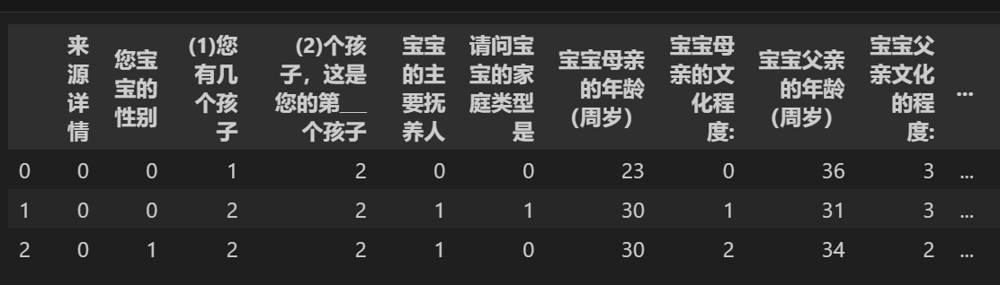 来源详情 您宝宝的性别 (1)您有几个孩子 (2)个孩子，这是您的第___个孩子 宝宝的主要抚养人 请问宝宝的家庭类型是 宝宝母亲的年龄（周岁） 宝宝母亲的文化程度: 宝宝父亲的年龄（周岁） 宝宝父亲文化的程度: ...
0 0 0 1 2 0 0 23 0 36 3 ...
1 0 0 2 2 1 1 30 1 31 3 ...
2 0 1 2 2 1 0 30 2 34 2 ...